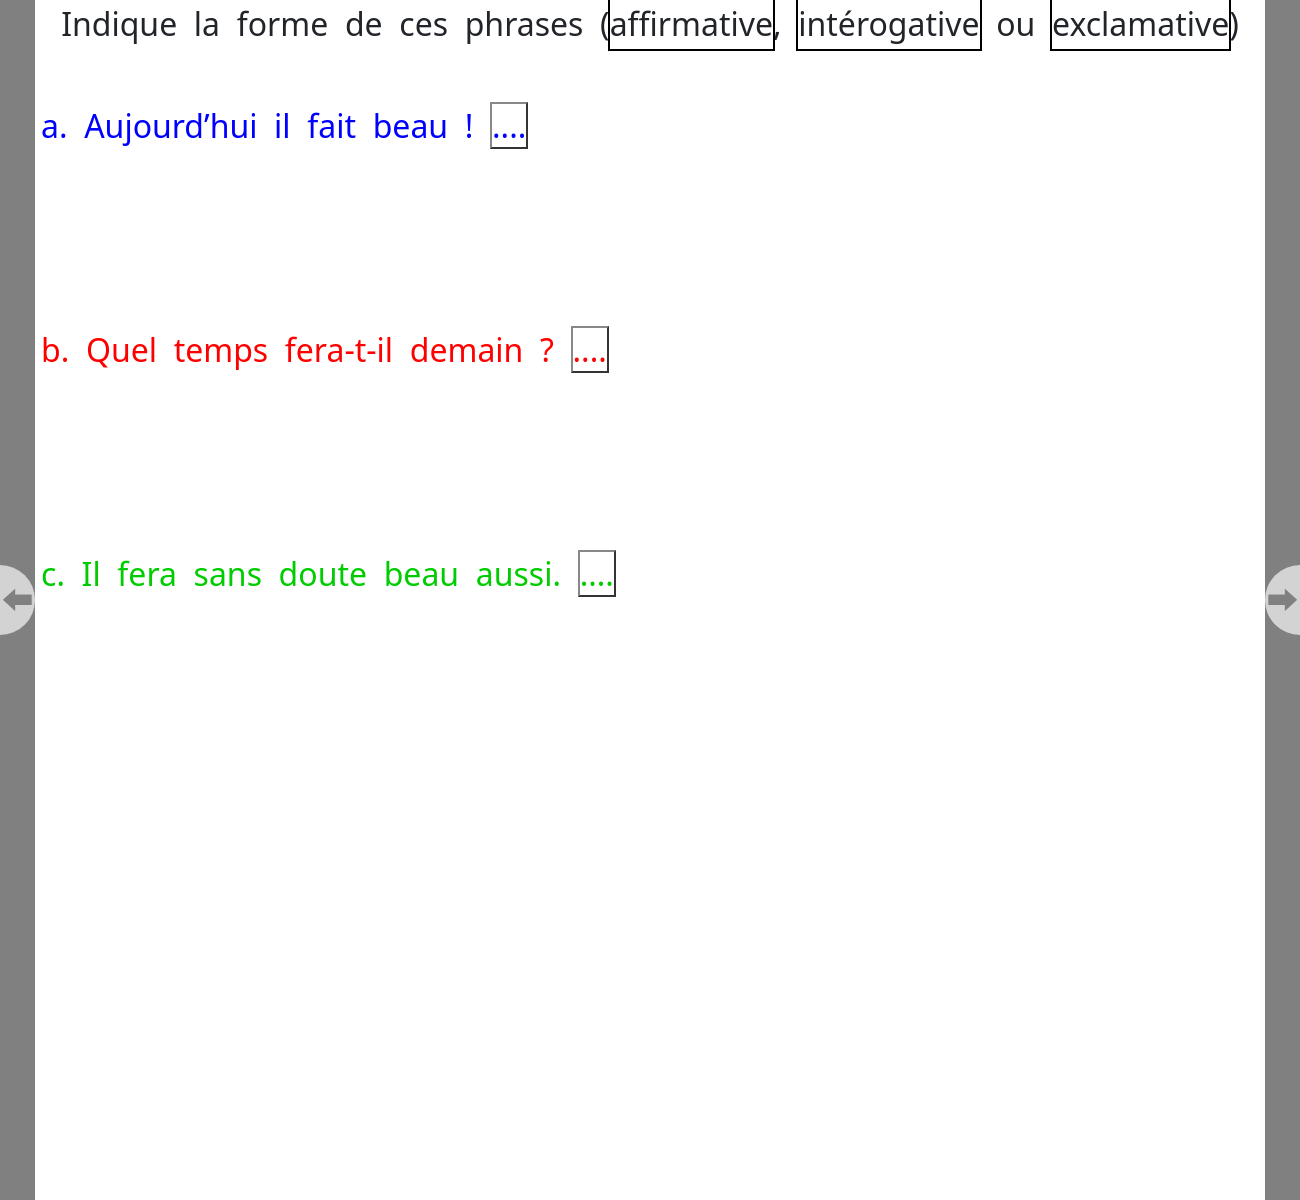 Indique la forme de ces phrases (affirmative, intérogative ou exclamative)
a. Aujourd’hui il fait beau ! ....
b. Quel temps fera-t-il demain ? ....
c. Il fera sans doute beau aussi. ....